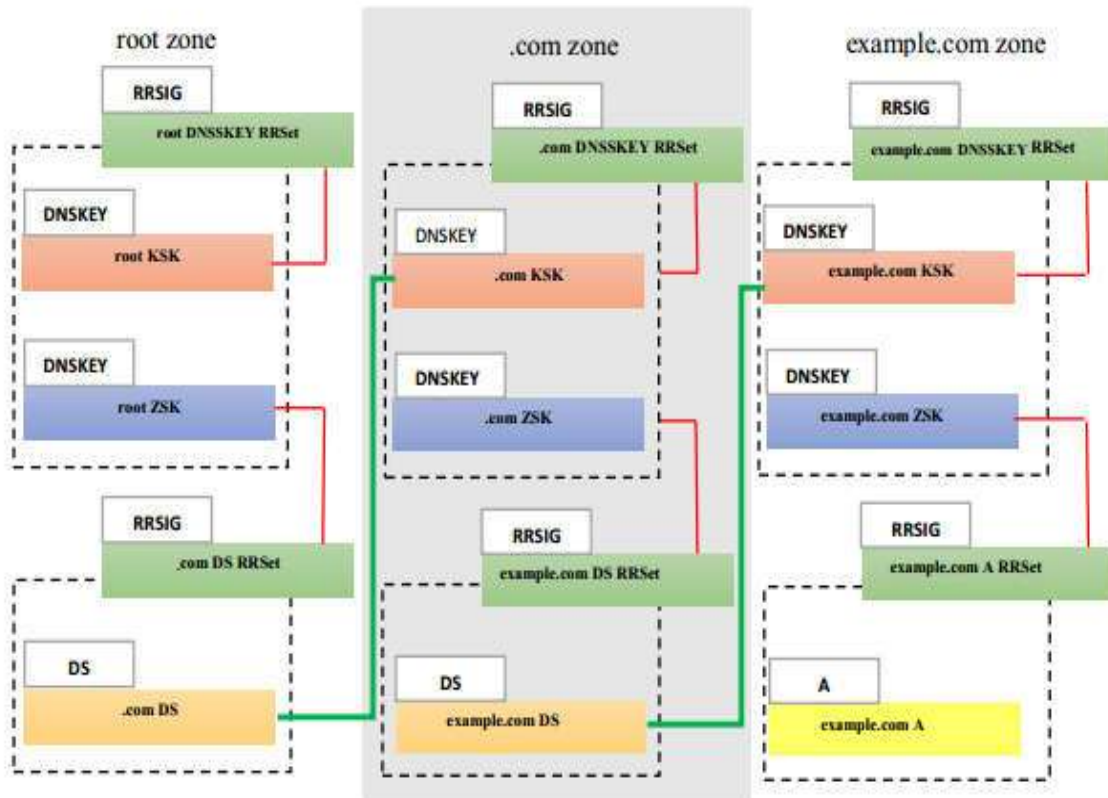 root zone
RRSIG
root DNSSKEY RRSet
DNSKEY
root KSK
DNSKEY
root ZSK
RRSIG
.com DS RRSet
DS
.com DS
.com zone
RRSIG
.com DNSSKEY RRSet
DNSKEY
.com KSK
DNSKEY
.com ZSK
RRSIG
example.com DS RRSet
DS
example.com DS
example.com zone
RRSIG
example.com DNSSKEY RRSet
DNSKEY
example.com KSK
DNSKEY
example.com ZSK
RRSIG
example.com A RRSet
A
example.com A